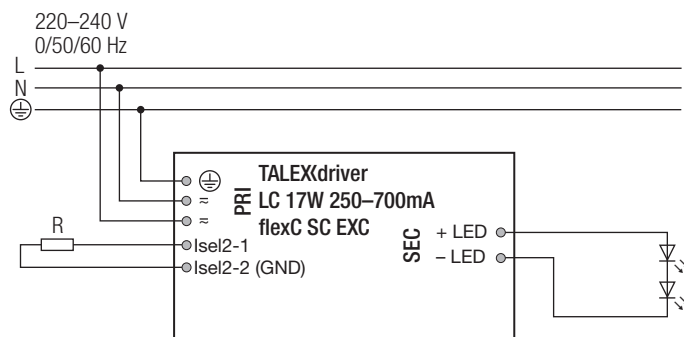 220–240 V
0/50/60 Hz
L
N
TALEXXdriver
LC 17W 250–700mA
flexC SC EXC
PRI
≂
≂
R
Isel2-1
Isel2-2 (GND)
SEC
+ LED
– LED